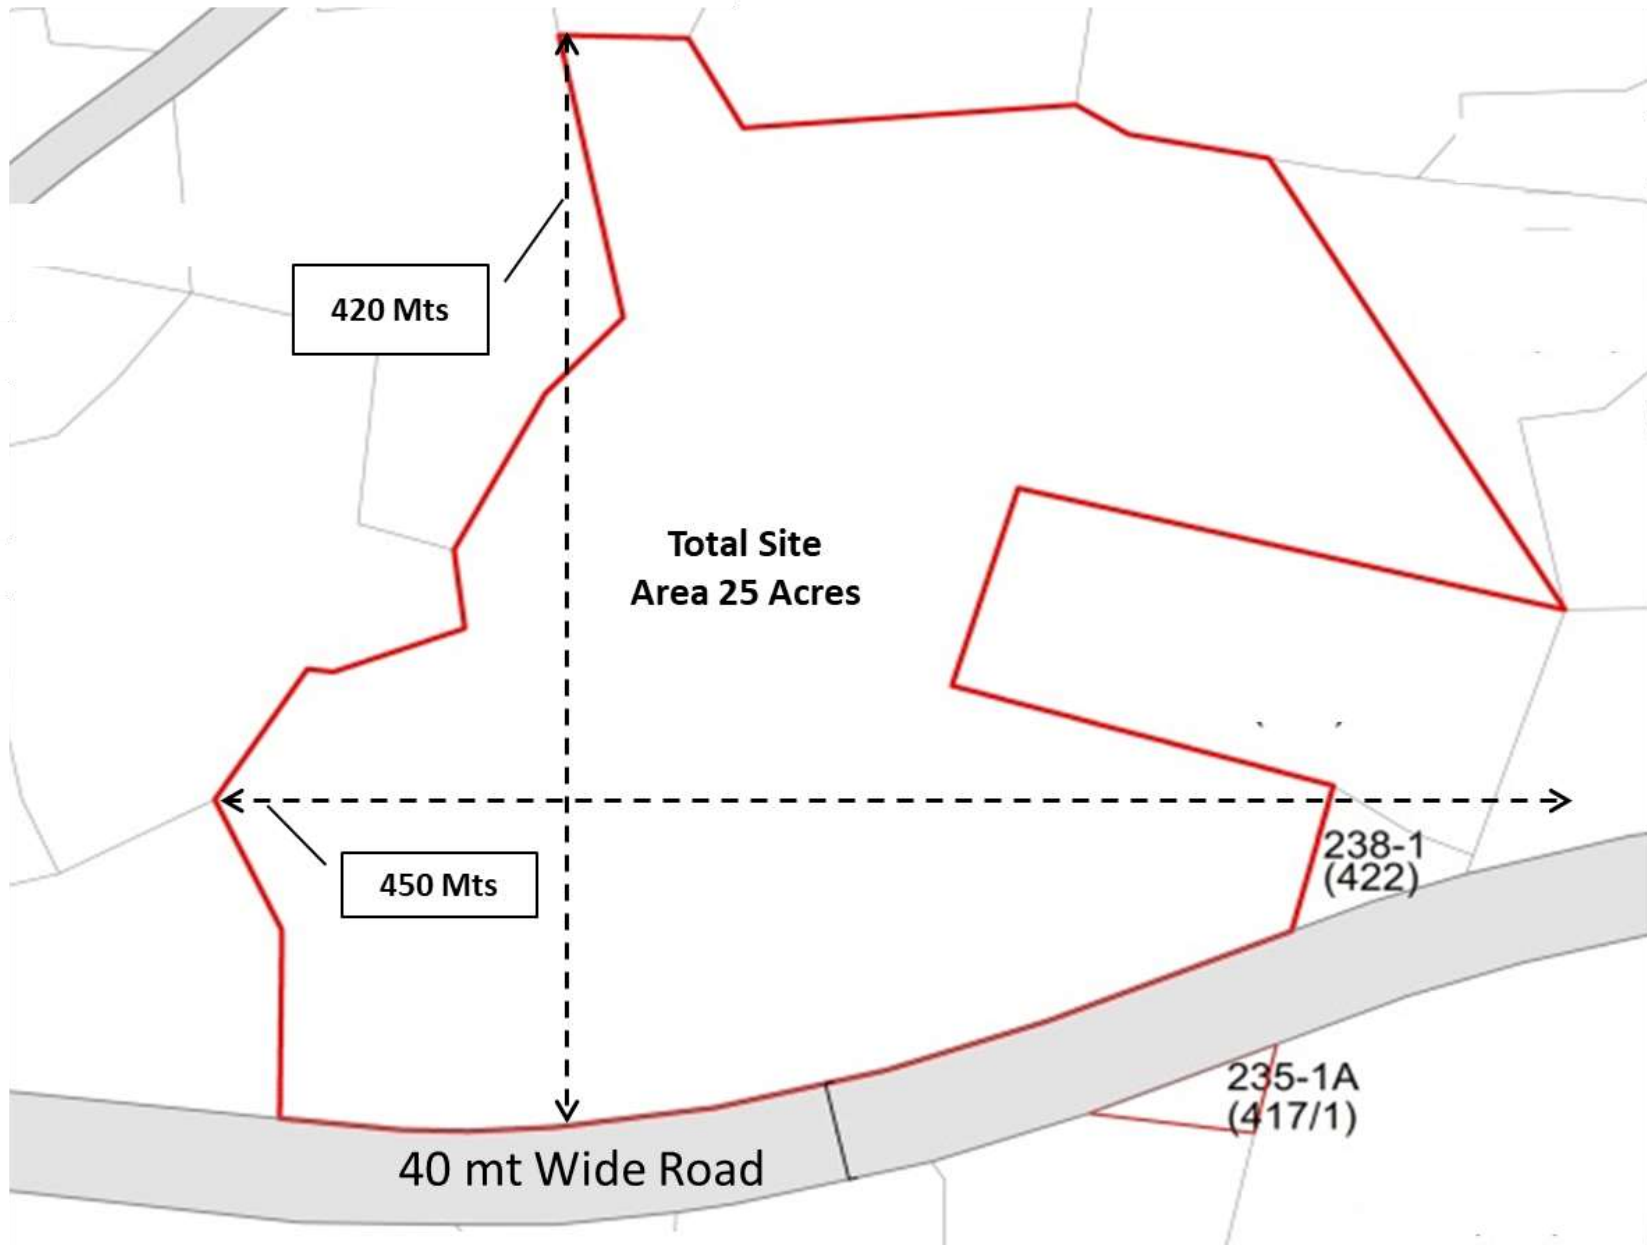 420 Mts
Total Site
Area 25 Acres
450 Mts
238-1
(422)
235-1A
(417/1)
40 mt Wide Road